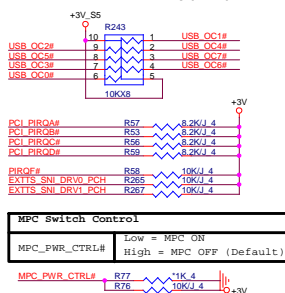 +3V_S5
R243
10 1 USB_OC1#
USB_OC2# 9 2 USB_OC4#
USB_OC5# 8 3 USB_OC7#
USB_OC3# 7 4 USB_OC6#
USB_OC0# 6 5
10KX8
+3V
PCI_PIRQA# R57 8.2K/J_4
PCI_PIRQB# R53 8.2K/J_4
PCI_PIRQC# R56 8.2K/J_4
PCI_PIRQD# R59 8.2K/J_4
PIRQF# R58 10K/J_4
EXTTS_SNI_DRV0_PCH R265 10K/J_4
EXTTS_SNI_DRV1_PCH R267 10K/J_4
MPC Switch Control
MPC_PWR_CTRL# Low = MPC ON
High = MPC OFF (Default)
MPC_PWR_CTRL# R77 *1K_4
R76 10K/J_4 +3V